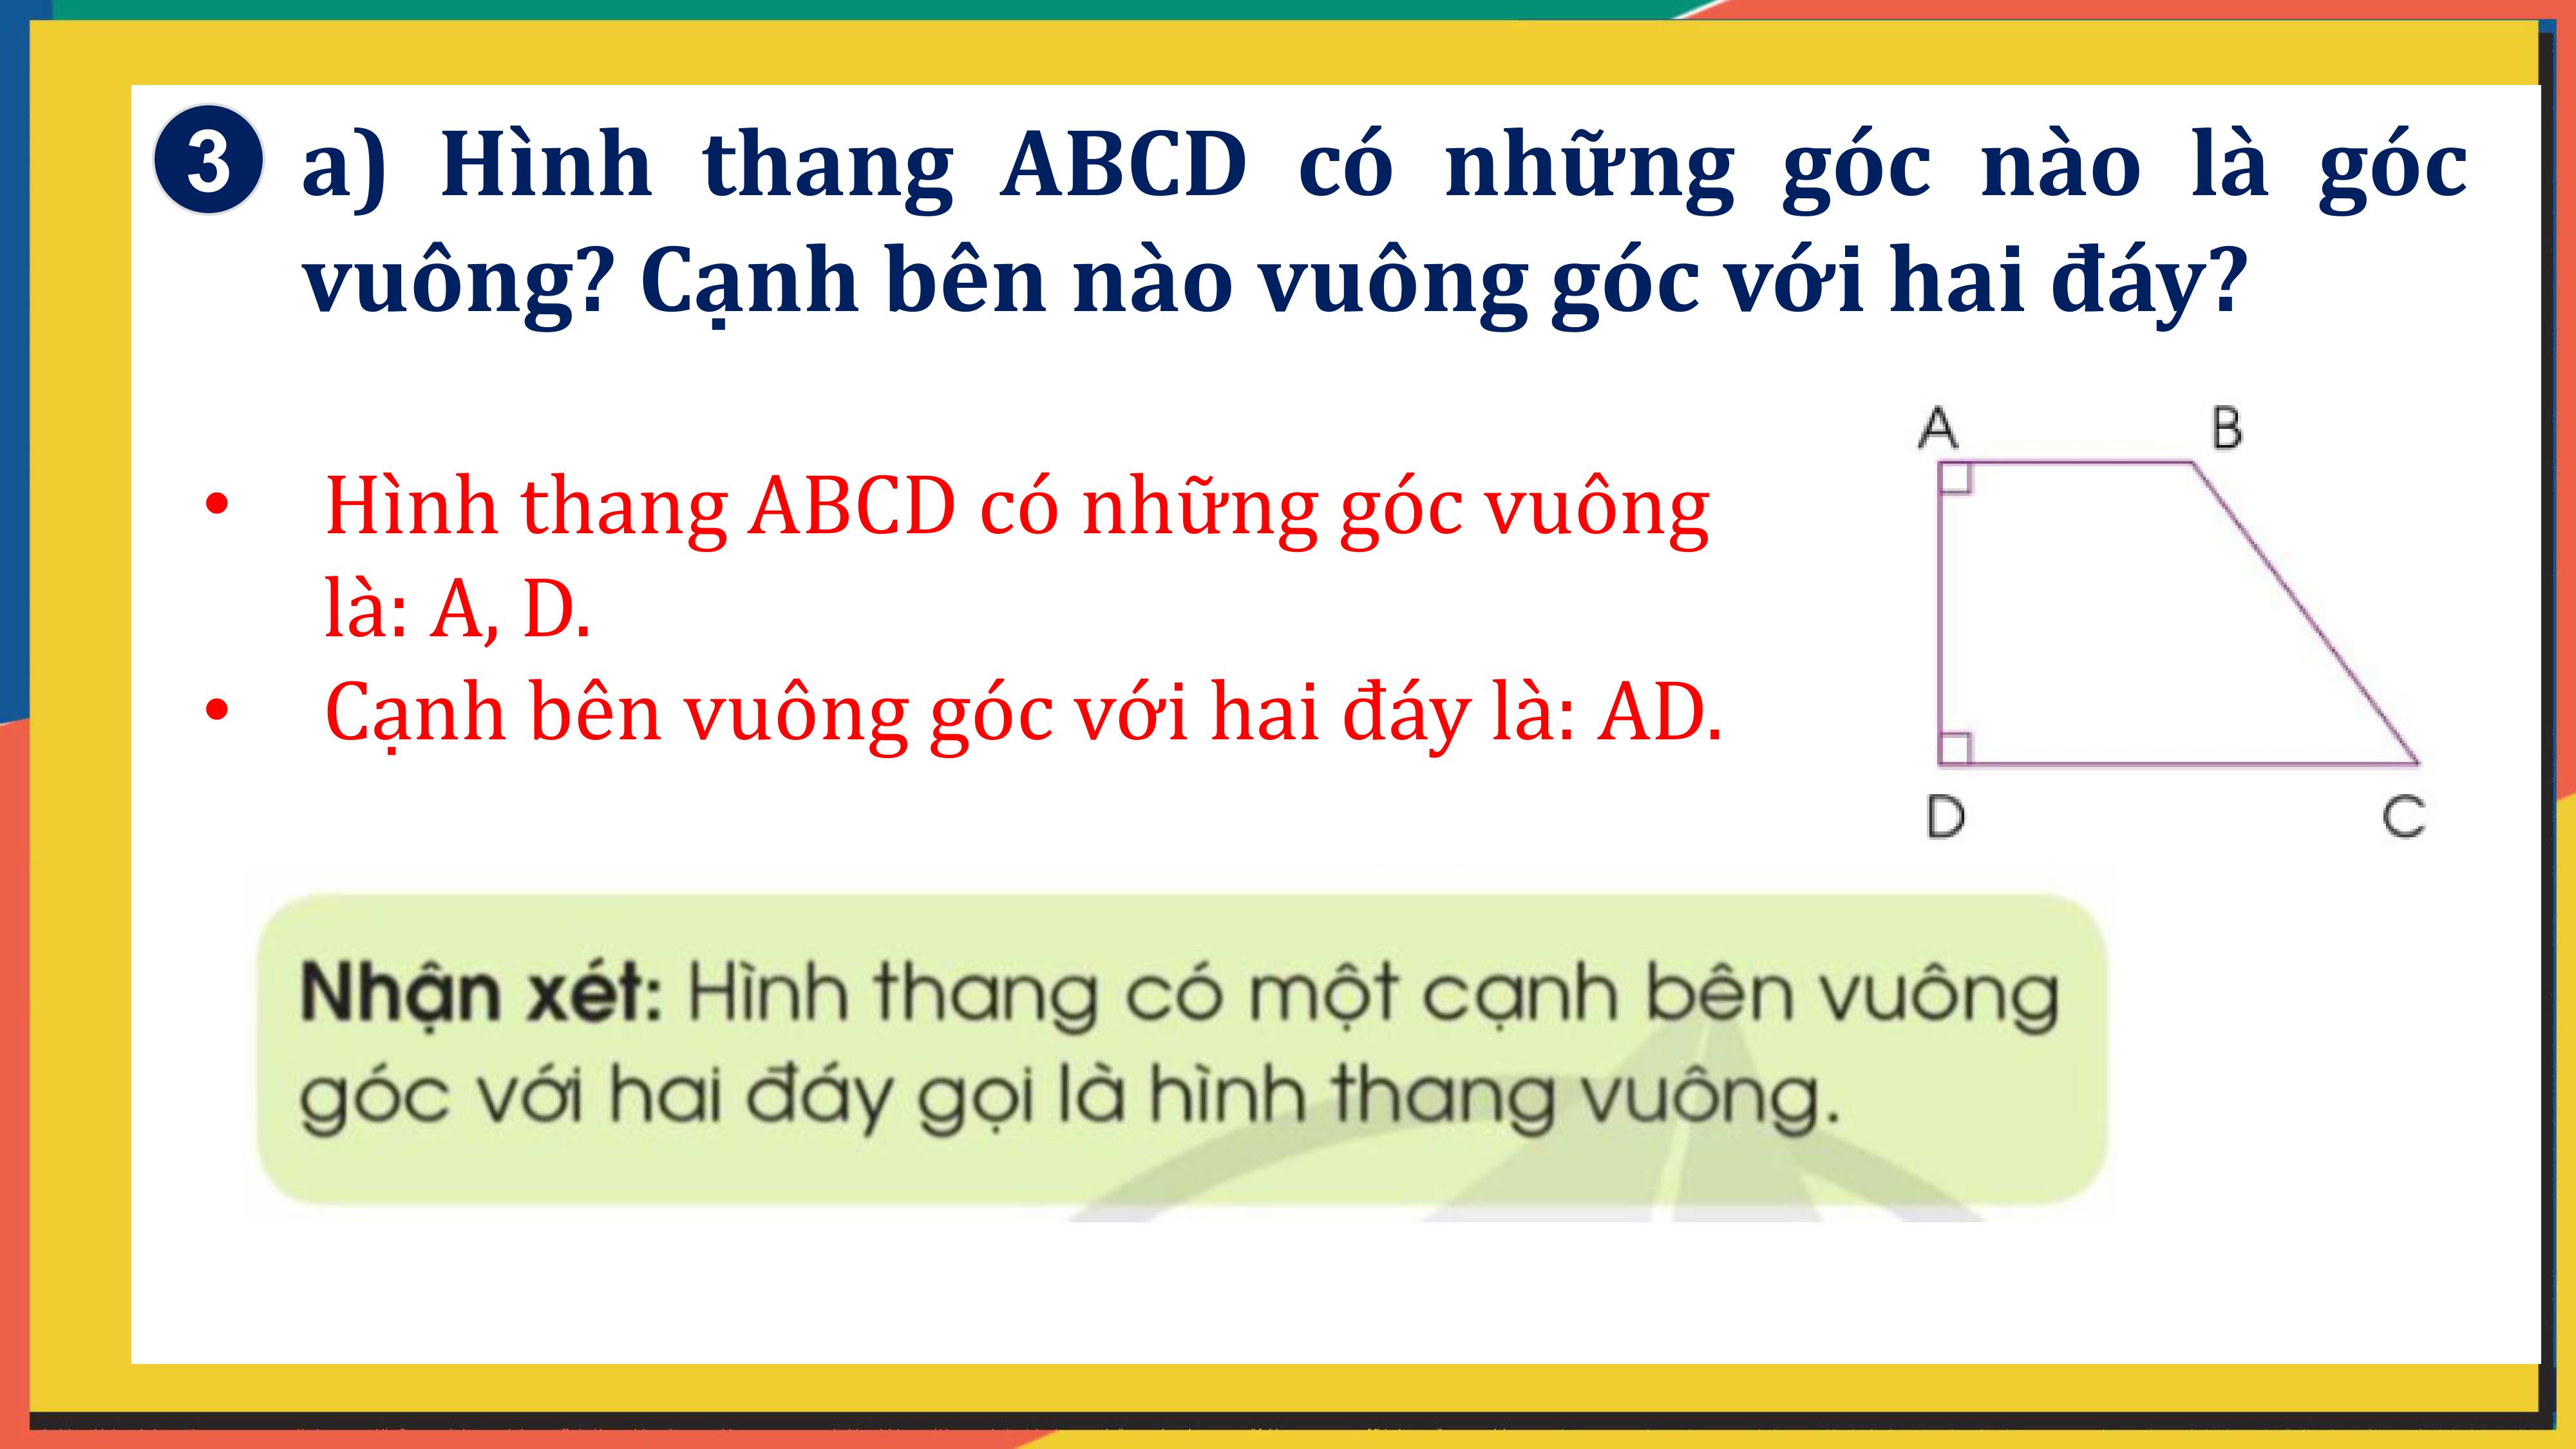 3 a) Hình thang ABCD có những góc nào là góc
vuông? Cạnh bên nào vuông góc với hai đáy?
A B
• Hình thang ABCD có những góc vuông
là: A, D.
• Cạnh bên vuông góc với hai đáy là: AD.
D C
Nhận xét: Hình thang có một cạnh bên vuông
góc với hai đáy gọi là hình thang vuông.